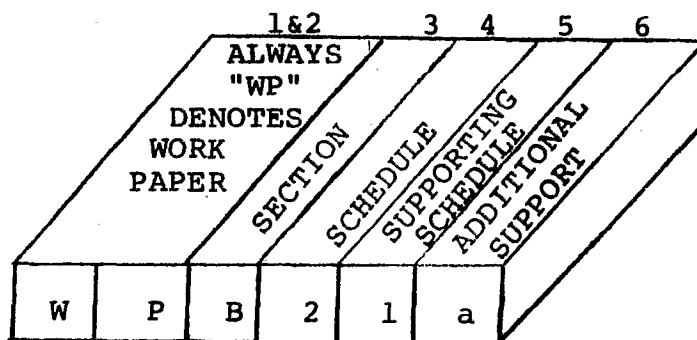 1&2 3 4 5 6
ALWAYS
"WP"
DENOTES
WORK
PAPER
SECTION
SCHEDULE
SUPPORTING
SCHEDULE
ADDITIONAL
SUPPORT
W P B 2 1 a